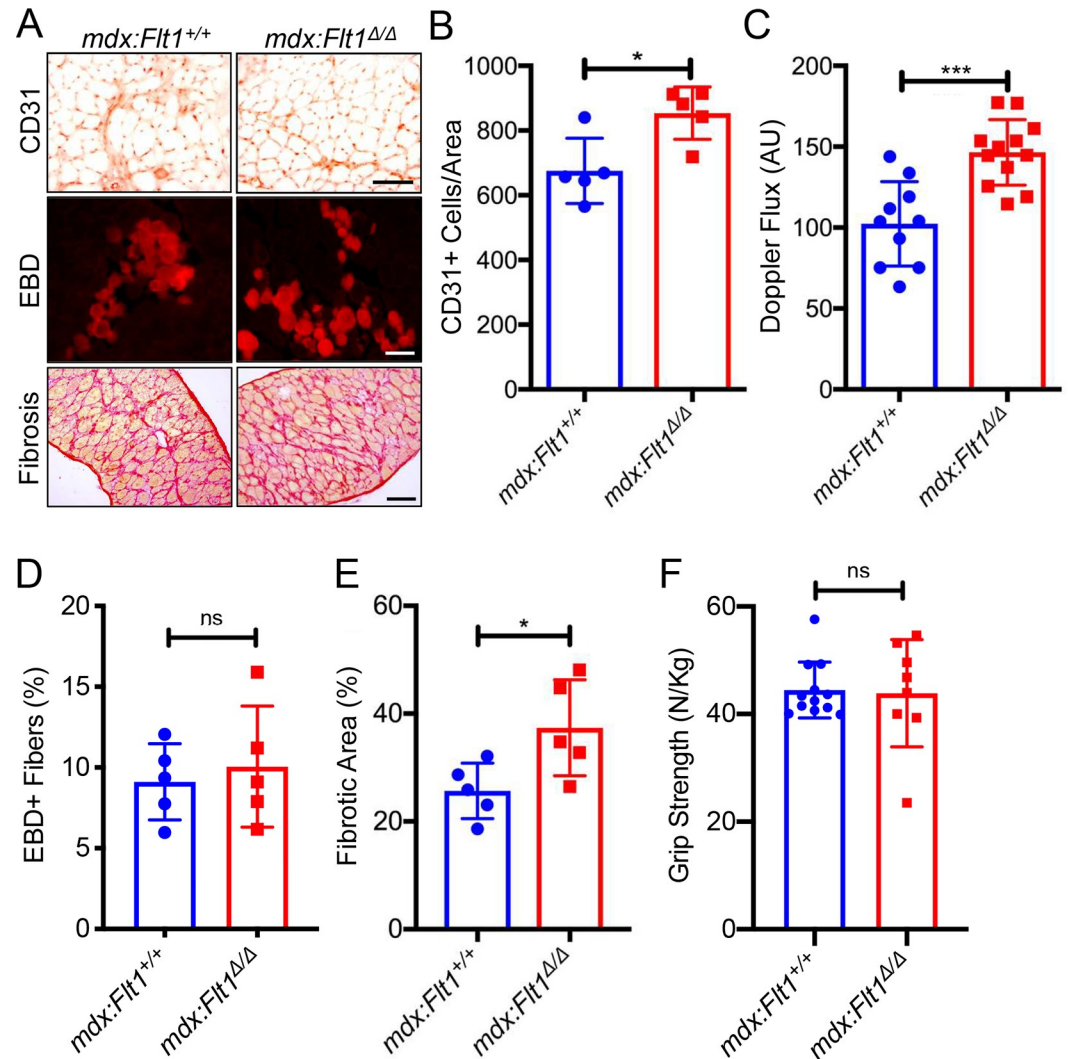 A
mdx:Flt1+/+
mdx:Flt1Δ/Δ
CD31
EBD
Fibrosis
B
CD31+ Cells/Area
1000
800
600
400
200
0
*
mdx:Flt1+/+
mdx:Flt1Δ/Δ
C
Doppler Flux (AU)
200
150
100
50
0
***
mdx:Flt1+/+
mdx:Flt1Δ/Δ
D
EBD+ Fibers (%)
20
15
10
5
0
ns
mdx:Flt1+/+
mdx:Flt1Δ/Δ
E
Fibrotic Area (%)
60
40
20
0
*
mdx:Flt1+/+
mdx:Flt1Δ/Δ
F
Grip Strength (N/Kg)
60
40
20
0
ns
mdx:Flt1+/+
mdx:Flt1Δ/Δ